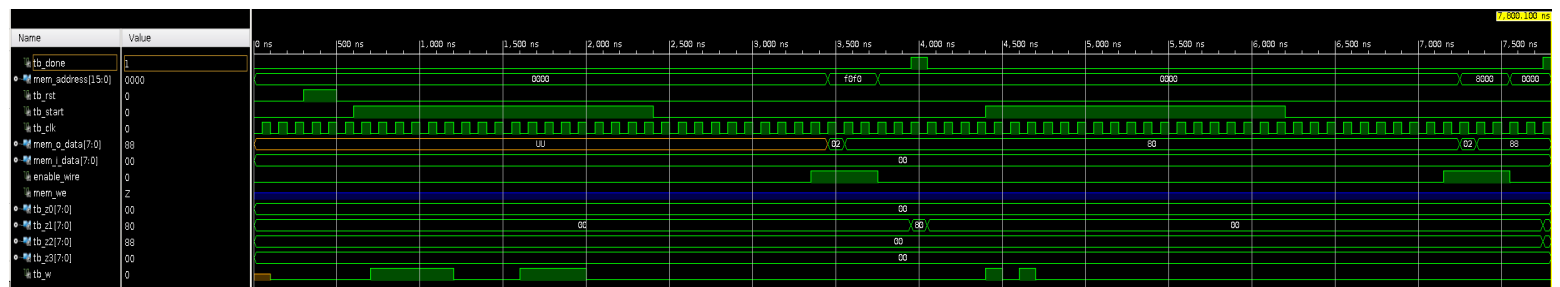 7,800.100 ns
Name Value
0 ns 500 ns 1,000 ns 1,500 ns 2,000 ns 2,500 ns 3,000 ns 3,500 ns 4,000 ns 4,500 ns 5,000 ns 5,500 ns 6,000 ns 6,500 ns 7,000 ns 7,500 ns
tb_done 1
mem_address[15:0] 0000 0000 f0f0 0000 8000 0000
tb_rst 0
tb_start 0
tb_clk 0
mem_o_data[7:0] 88 UU 02 80 02 88
mem_i_data[7:0] 00 00
enable_wire 0
mem_we Z
tb_z0[7:0] 00 00
tb_z1[7:0] 80 00 80 00
tb_z2[7:0] 88 00
tb_z3[7:0] 00 00
tb_w 0